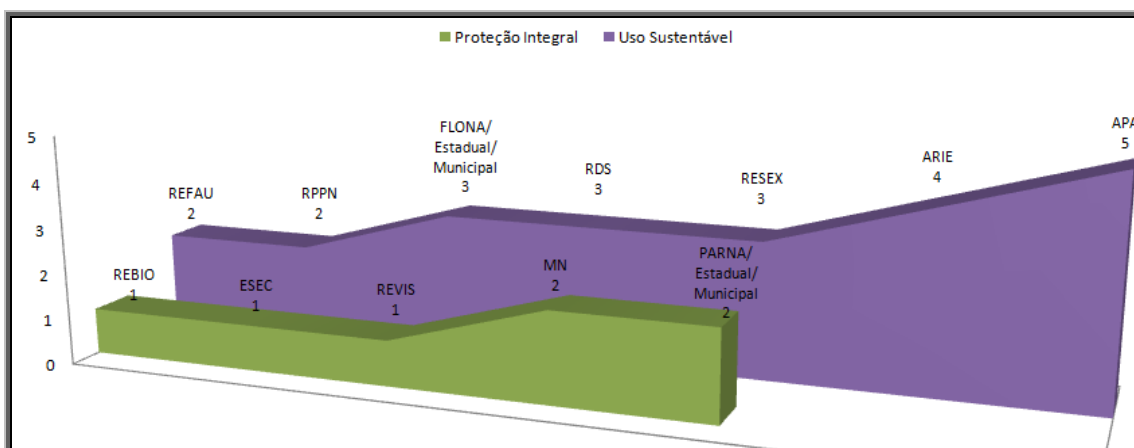 Proteção Integral
Uso Sustentável
5
4
3
2
1
0
REFAU
2
RPPN
2
FLONA/
Estadual/
Municipal
3
RDS
3
RESEX
3
ARIE
4
APA
5
REBIO
1
ESEC
1
REVIS
1
MN
2
PARNA/
Estadual/
Municipal
2